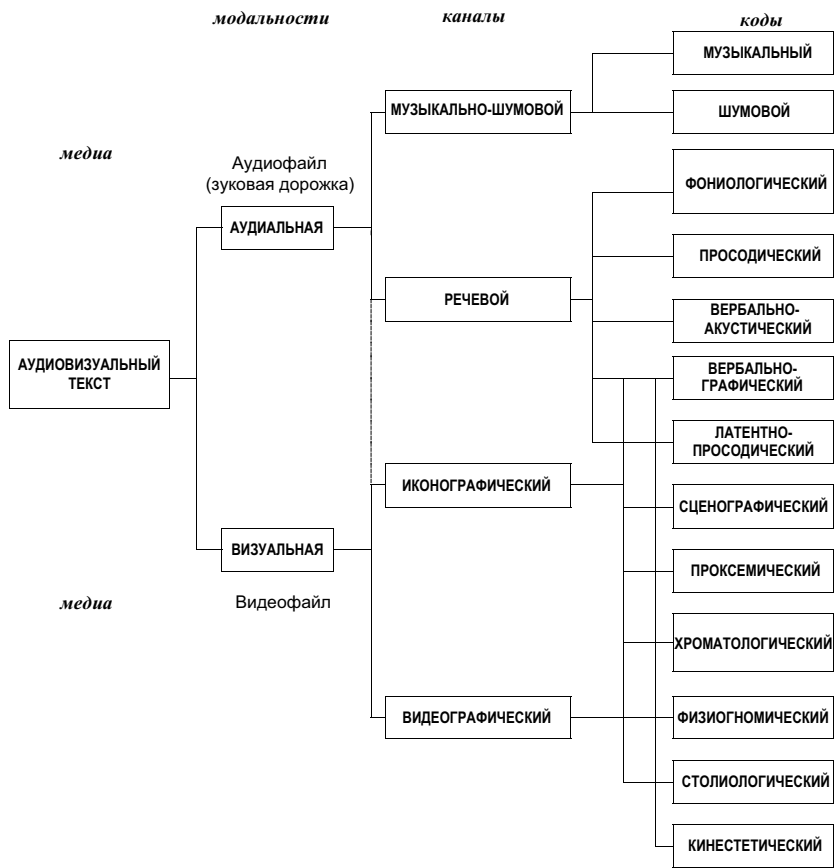 модальности
каналы
коды
МУЗЫКАЛЬНЫЙ
МУЗЫКАЛЬНО-ШУМОВОЙ
ШУМОВОЙ
медиа
Аудиофайл
(зуковая дорожка)
ФОНИОЛОГИЧЕСКИЙ
АУДИАЛЬНАЯ
ПРОСОДИЧЕСКИЙ
РЕЧЕВОЙ
ВЕРБАЛЬНО-
АКУСТИЧЕСКИЙ
АУДИОВИЗУАЛЬНЫЙ
ТЕКСТ
ВЕРБАЛЬНО-
ГРАФИЧЕСКИЙ
ЛАТЕНТНО-
ПРОСОДИЧЕСКИЙ
ИКОНОГРАФИЧЕСКИЙ
СЦЕНОГРАФИЧЕСКИЙ
ВИЗУАЛЬНАЯ
ПРОКСЕМИЧЕСКИЙ
медиа
Видеофайл
ХРОМАТОЛОГИЧЕСКИЙ
ВИДЕОГРАФИЧЕСКИЙ
ФИЗИОГНОМИЧЕСКИЙ
СТОЛИОЛОГИЧЕСКИЙ
КИНЕСТЕТИЧЕСКИЙ